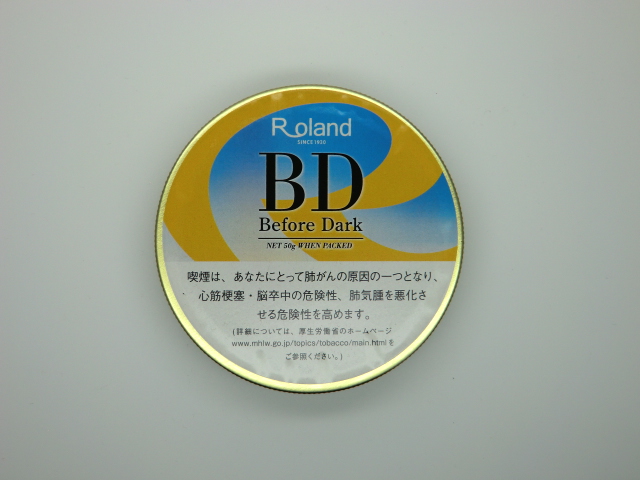 Roland
SINCE 1920
BD
Before Dark
NET 50g WHEN PACKED
喫煙は、あなたにとって肺がんの原因の一つとなり、
心筋梗塞・脳卒中の危険性、肺気腫を悪化さ
せる危険性を高めます。
(詳細については、厚生労働省のホームページ
www.mhlw.go.jp/topics/tobacco/main.htmlを
ご参照ください。)